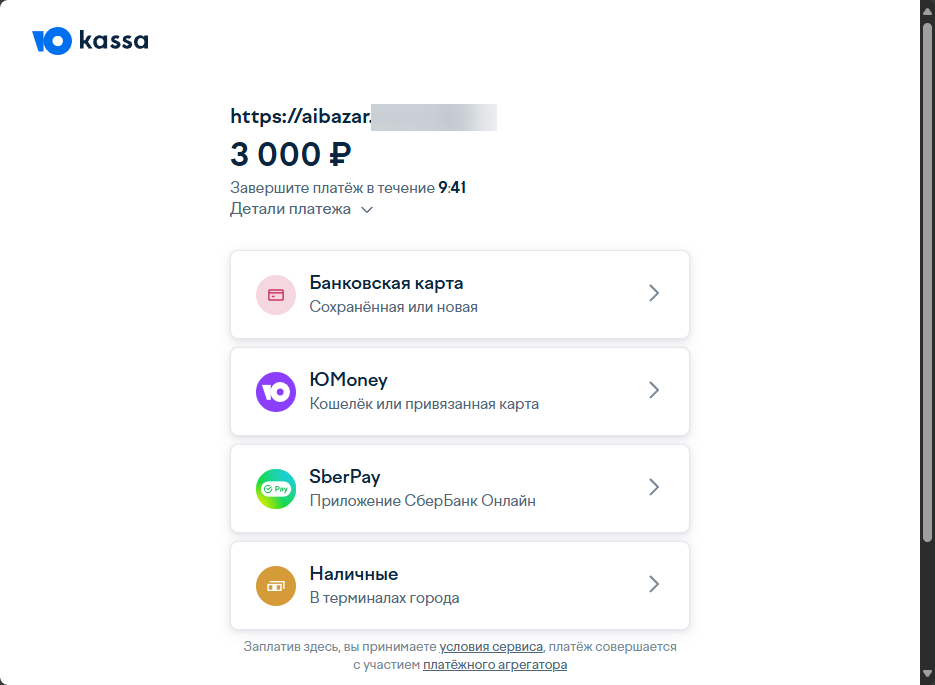 Ю kassa
https://aibazar.
3 000 ₽
Завершите платёж в течение 9:41
Детали платежа
Банковская карта
Сохранённая или новая
ЮMoney
Кошелёк или привязанная карта
Pay
SberPay
Приложение СберБанк Онлайн
Наличные
В терминалах города
Заплатив здесь, вы принимаете условия сервиса, платёж совершается
с участием платёжного агрегатора